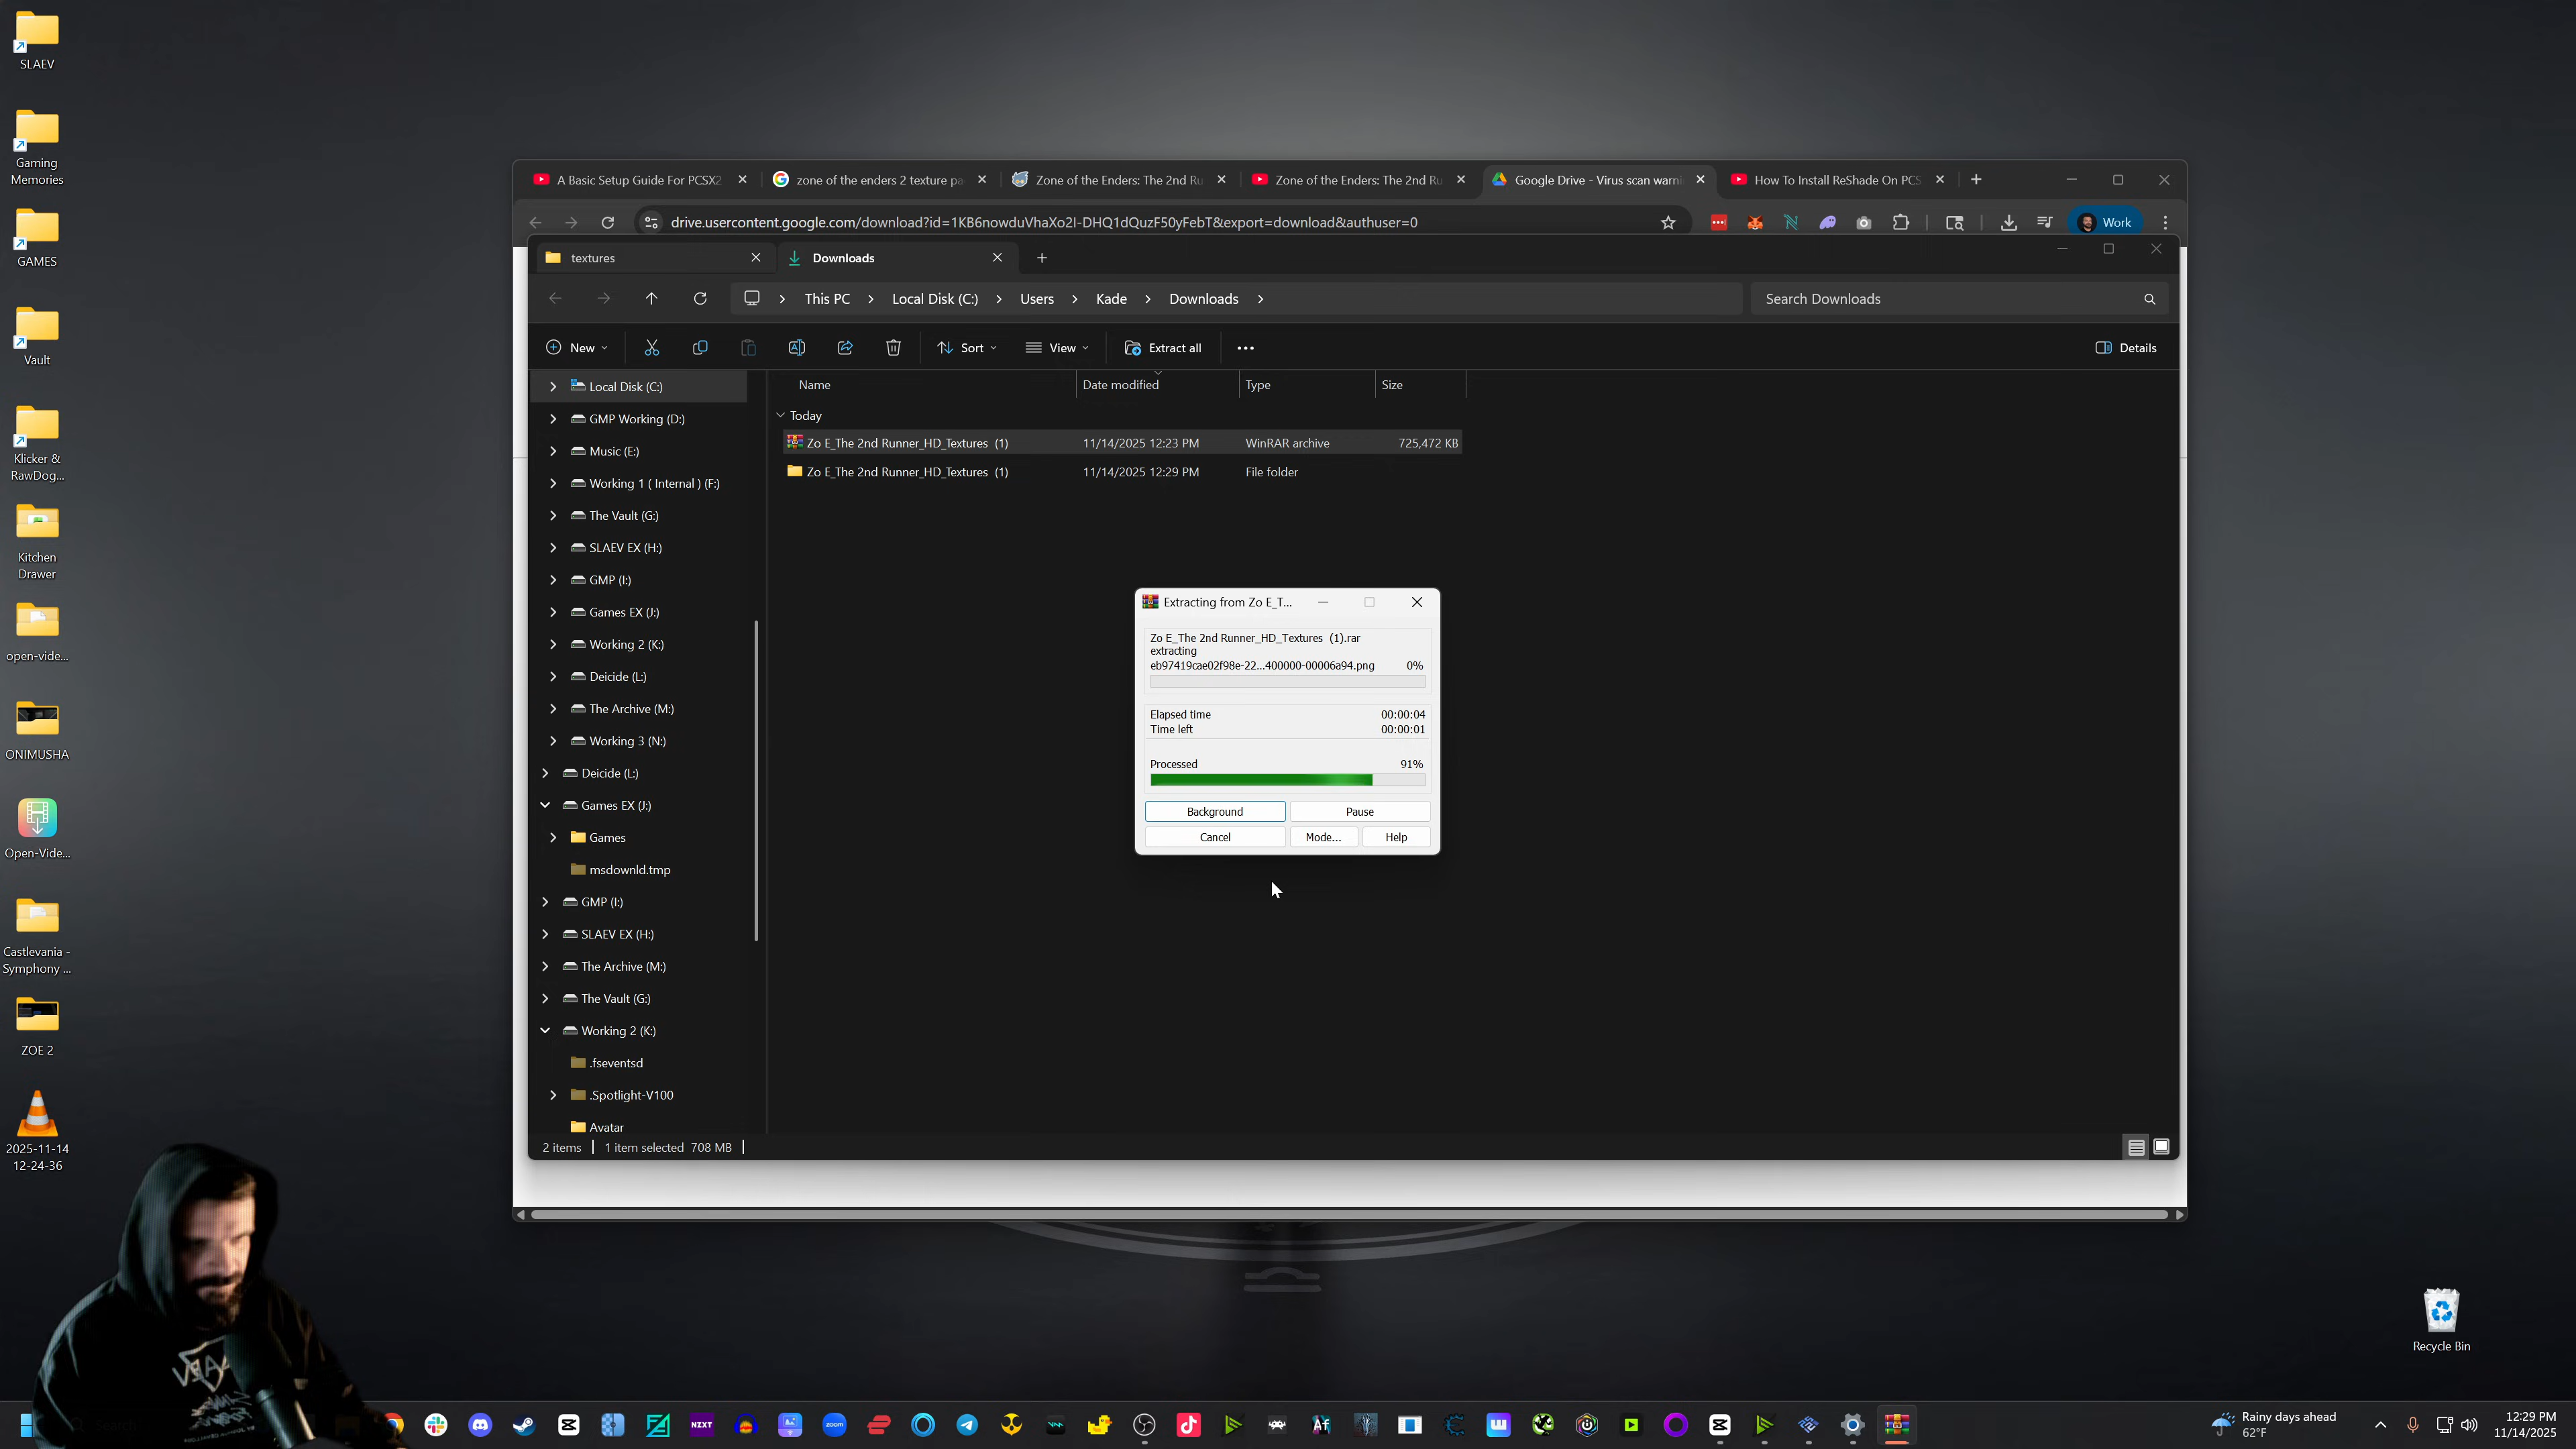 SLAEV
Gaming
Memories
GAMES
Vault
Klicker &
RawDog...
Kitchen
Drawer
open-vide...
ONIMUSHA
Open-Vide...
Castlevania -
Symphony ...
ZOE 2
2025-11-14
12-24-36
A Basic Setup Guide For PCSX2
zone of the enders 2 texture pa
Zone of the Enders: The 2nd Ru
Zone of the Enders: The 2nd Ru
Google Drive - Virus scan warni
How To Install ReShade On PCS
drive.usercontent.google.com/download?id=1KB6nowduVhaXo2I-DHQ1dQuzF50yFebT&export=download&authuser=0
Work
textures
Downloads
This PC
Local Disk (C:)
Users
Kade
Downloads
Search Downloads
New
Sort
View
Extract all
Details
Local Disk (C:)
GMP Working (D:)
Music (E:)
Working 1 ( Internal ) (F:)
The Vault (G:)
SLAEV EX (H:)
GMP (I:)
Games EX (J:)
Working 2 (K:)
Deicide (L:)
The Archive (M:)
Working 3 (N:)
Deicide (L:)
Games EX (J:)
Games
msdownld.tmp
GMP (I:)
SLAEV EX (H:)
The Archive (M:)
The Vault (G:)
Working 2 (K:)
.fseventsd
.Spotlight-V100
Avatar
Name Date modified Type Size
Today
Zo E_The 2nd Runner_HD_Textures (1) 11/14/2025 12:23 PM WinRAR archive 725,472 KB
Zo E_The 2nd Runner_HD_Textures (1) 11/14/2025 12:29 PM File folder
Extracting from Zo E_T...
Zo E_The 2nd Runner_HD_Textures (1).rar
extracting
eb97419cae02f98e-22...400000-00006a94.png 0%
Elapsed time 00:00:04
Time left 00:00:01
Processed 91%
Background Pause
Cancel Mode... Help
2 items 1 item selected 708 MB
Recycle Bin
Search
NZXT
zoom
Af
Rainy days ahead
62°F
12:29 PM
11/14/2025